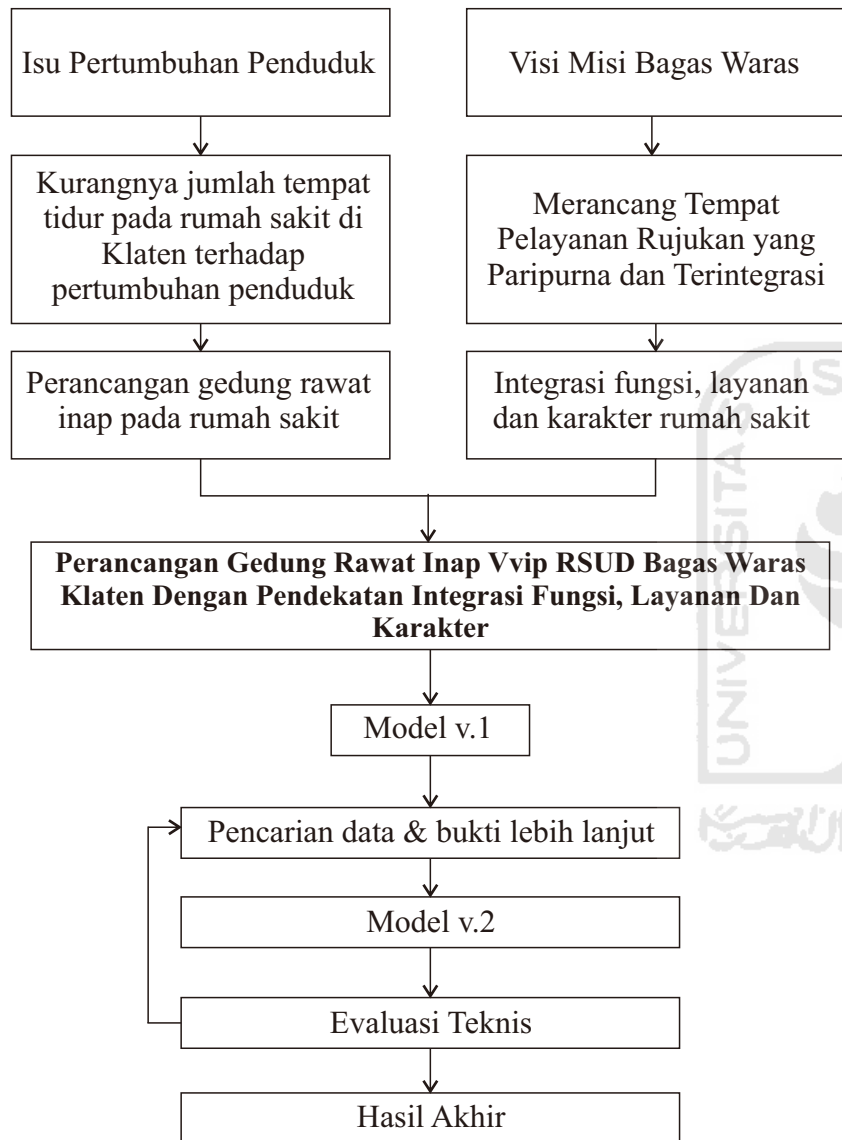 Isu Pertumbuhan Penduduk
Visi Misi Bagas Waras
Kurangnya jumlah tempat
tidur pada rumah sakit di
Klaten terhadap
pertumbuhan penduduk
Merancang Tempat
Pelayanan Rujukan yang
Paripurna dan Terintegrasi
Perancangan gedung rawat
inap pada rumah sakit
Integrasi fungsi, layanan
dan karakter rumah sakit
Perancangan Gedung Rawat Inap Vvip RSUD Bagas Waras
Klaten Dengan Pendekatan Integrasi Fungsi, Layanan Dan
Karakter
Model v.1
Pencarian data & bukti lebih lanjut
Model v.2
Evaluasi Teknis
Hasil Akhir
UNIVERSITAS
IS